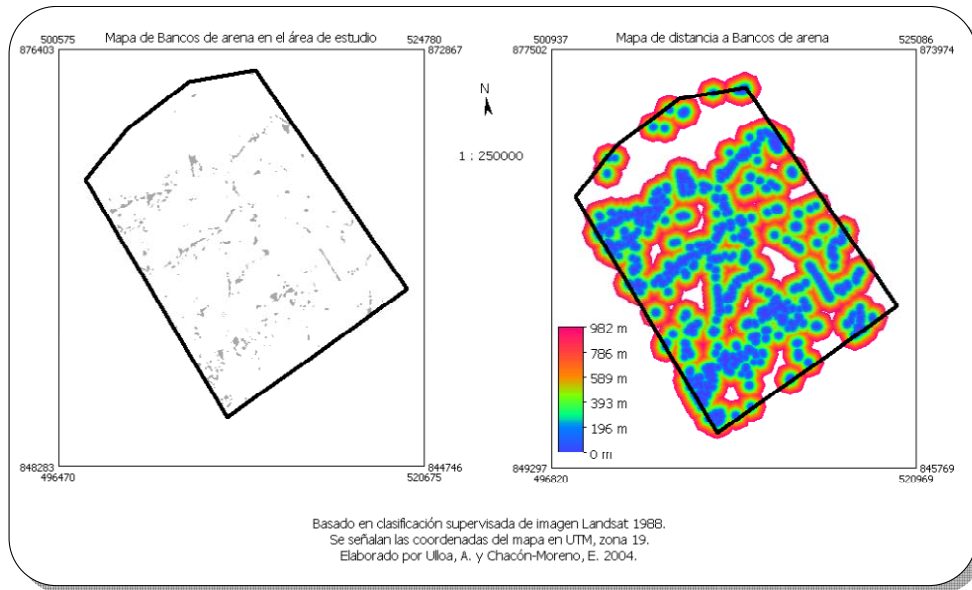 500575 Mapa de Bancos de arena en el área de estudio 524780
876403 872867
848283 844746
496470 520675
N
1 : 250000
500937 Mapa de distancia a Bancos de arena 525086
877502 873974
982 m
786 m
589 m
393 m
196 m
0 m
849297 845769
496820 520969
Basado en clasificación supervisada de imagen Landsat 1988.
Se señalan las coordenadas del mapa en UTM, zona 19.
Elaborado por Ulloa, A. y Chacón-Moreno, E. 2004.